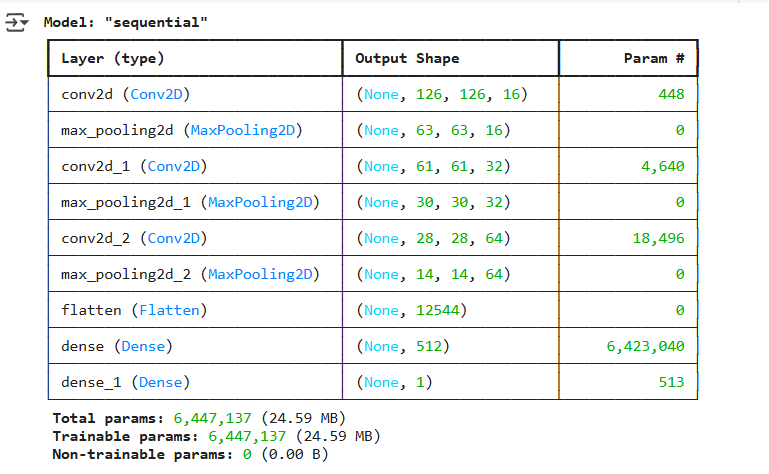 Model: "sequential"
Layer (type) Output Shape Param #
conv2d (Conv2D) (None, 126, 126, 16) 448
max_pooling2d (MaxPooling2D) (None, 63, 63, 16) 0
conv2d_1 (Conv2D) (None, 61, 61, 32) 4,640
max_pooling2d_1 (MaxPooling2D) (None, 30, 30, 32) 0
conv2d_2 (Conv2D) (None, 28, 28, 64) 18,496
max_pooling2d_2 (MaxPooling2D) (None, 14, 14, 64) 0
flatten (Flatten) (None, 12544) 0
dense (Dense) (None, 512) 6,423,040
dense_1 (Dense) (None, 1) 513
Total params: 6,447,137 (24.59 MB)
Trainable params: 6,447,137 (24.59 MB)
Non-trainable params: 0 (0.00 B)